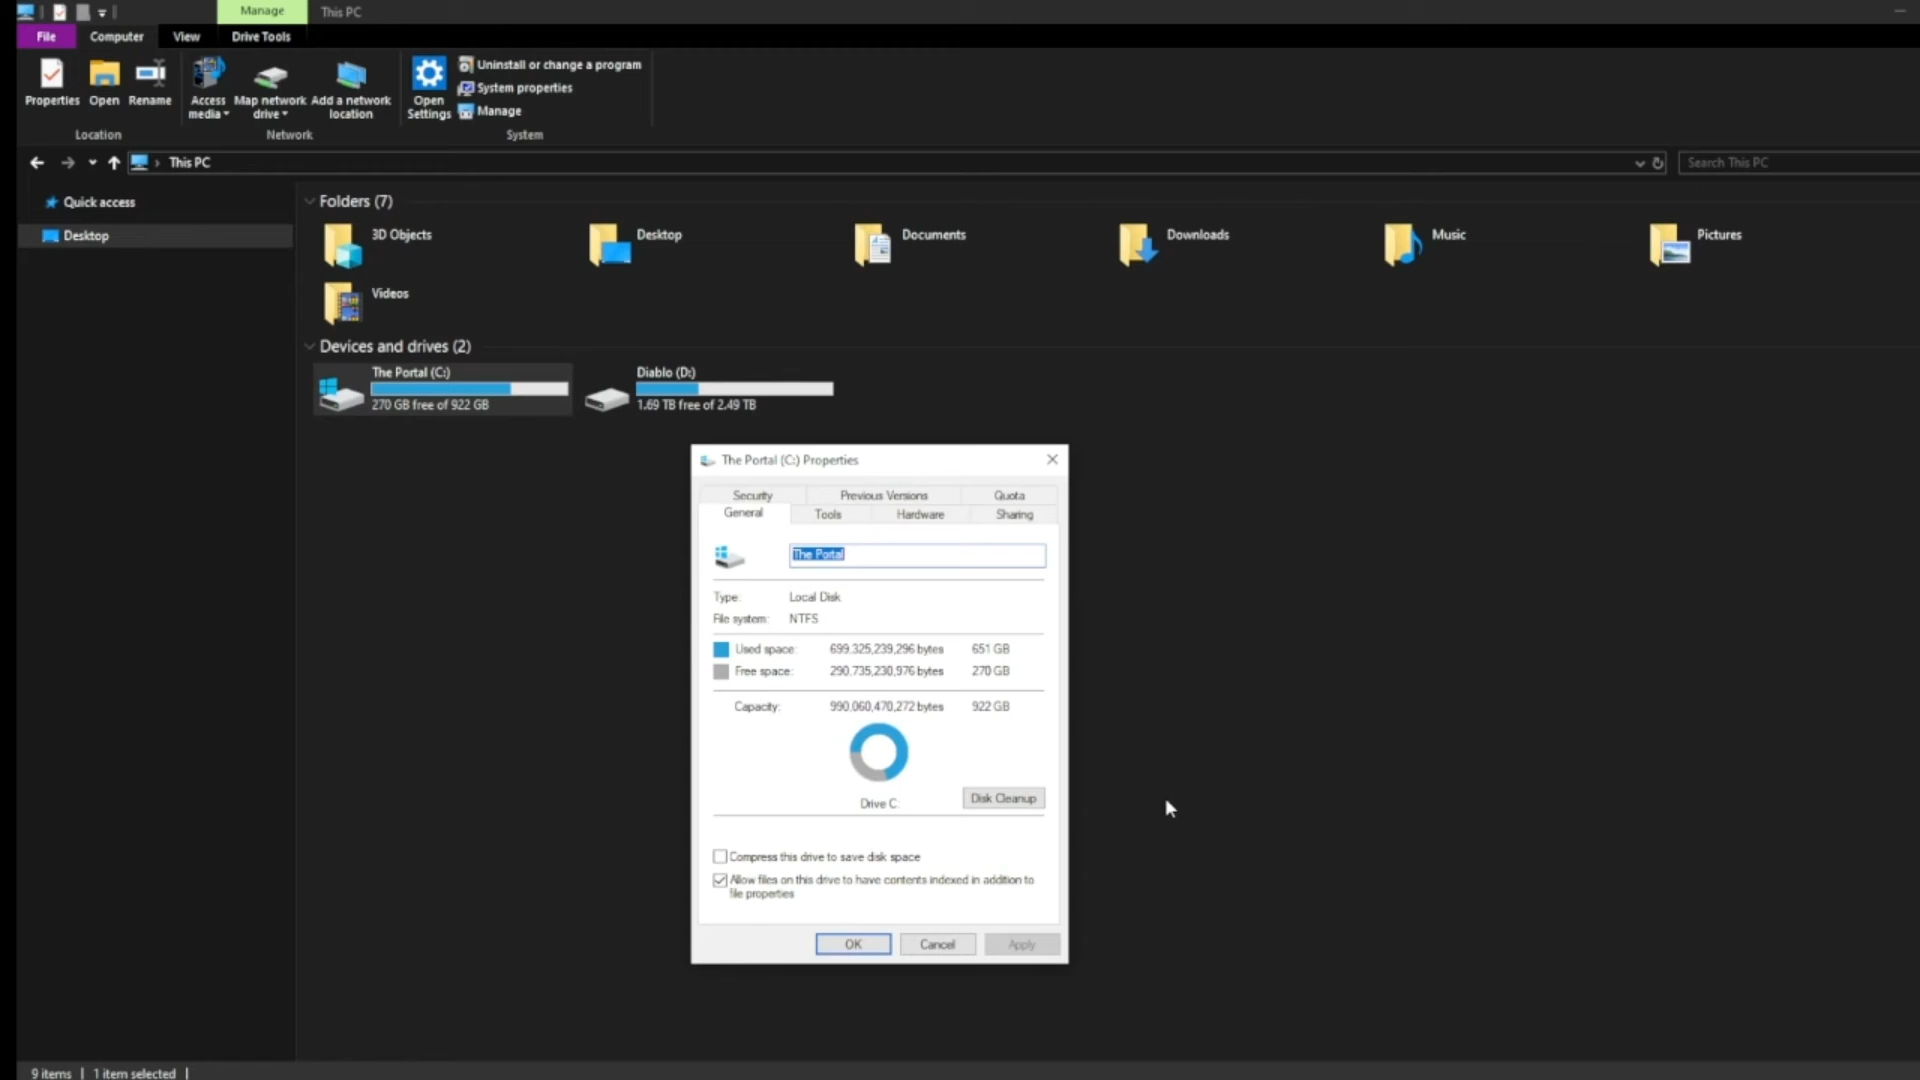 Manage
This PC
File
Computer
View
Drive Tools
Properties
Open
Rename
Access media
Map network drive
Add a network location
Open Settings
Uninstall or change a program
System properties
Manage
Location
Network
System
This PC
Search This PC
Quick access
Desktop
Folders (7)
3D Objects
Desktop
Documents
Downloads
Music
Pictures
Videos
Devices and drives (2)
The Portal (C:)
270 GB free of 922 GB
Diablo (D:)
1.69 TB free of 2.49 TB
The Portal (C:) Properties
Security
Previous Versions
Quota
General
Tools
Hardware
Sharing
The Portal
Type: Local Disk
File system: NTFS
Used space: 699,325,239,296 bytes 651 GB
Free space: 290,735,230,976 bytes 270 GB
Capacity: 990,060,470,272 bytes 922 GB
Drive C:
Disk Cleanup
Compress this drive to save disk space
Allow files on this drive to have contents indexed in addition to
file properties
OK
Cancel
Apply
9 items
1 item selected